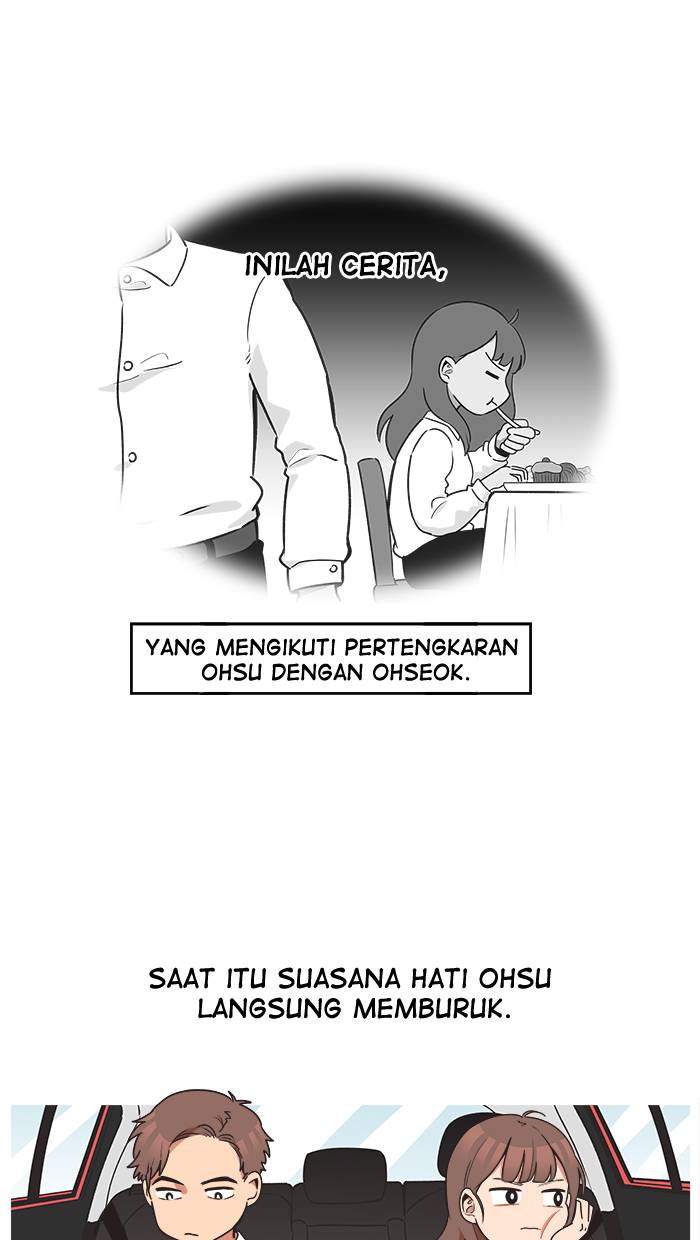 INILAH CERITA,
YANG MENGIKUTI PERTENGKARAN
OHSU DENGAN OHSEOK.
SAAT ITU SUASANA HATI OHSU
LANGSUNG MEMBURUK.